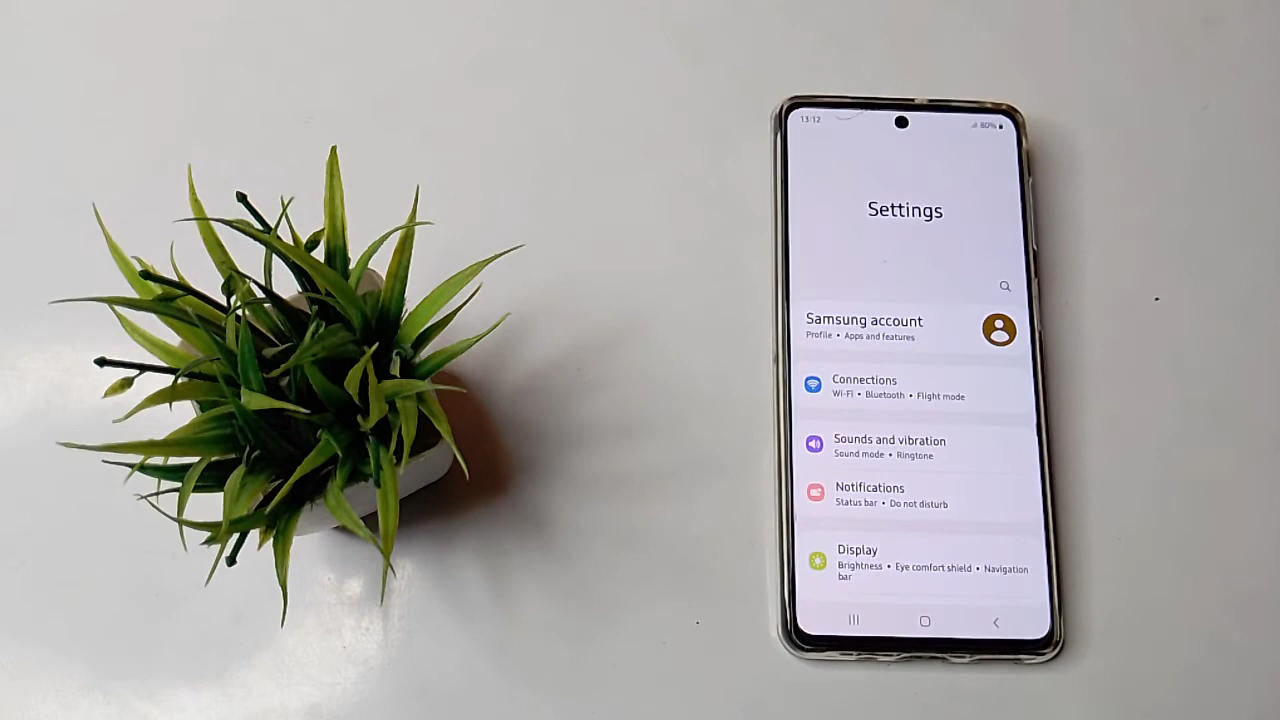 13:12
80%
Settings
Samsung account
Profile • Apps and features
Connections
Wi-Fi • Bluetooth • Flight mode
Sounds and vibration
Sound mode • Ringtone
Notifications
Status bar • Do not disturb
Display
Brightness • Eye comfort shield • Navigation
bar